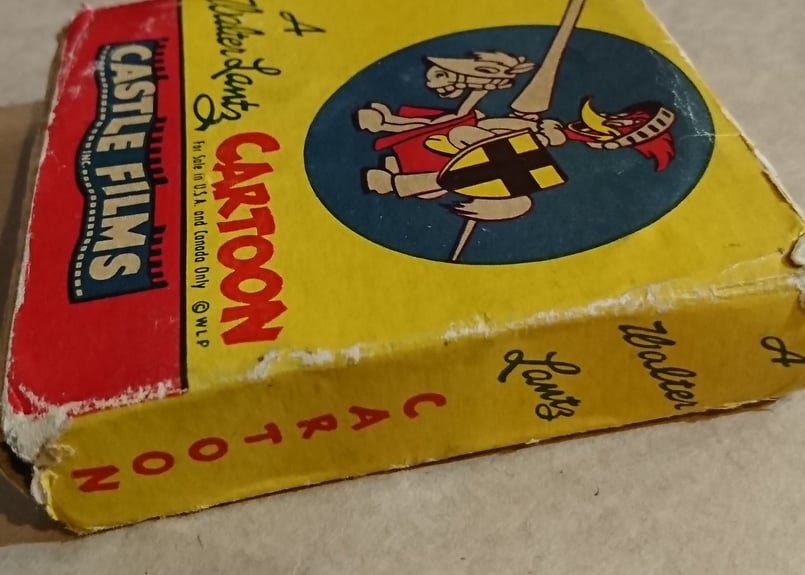 A
Walter Lantz
CARTOON
For Sale in U.S.A. and Canada Only © W L P
CASTLE FILMS
INC.
A
Walter
Lantz
CARTOON